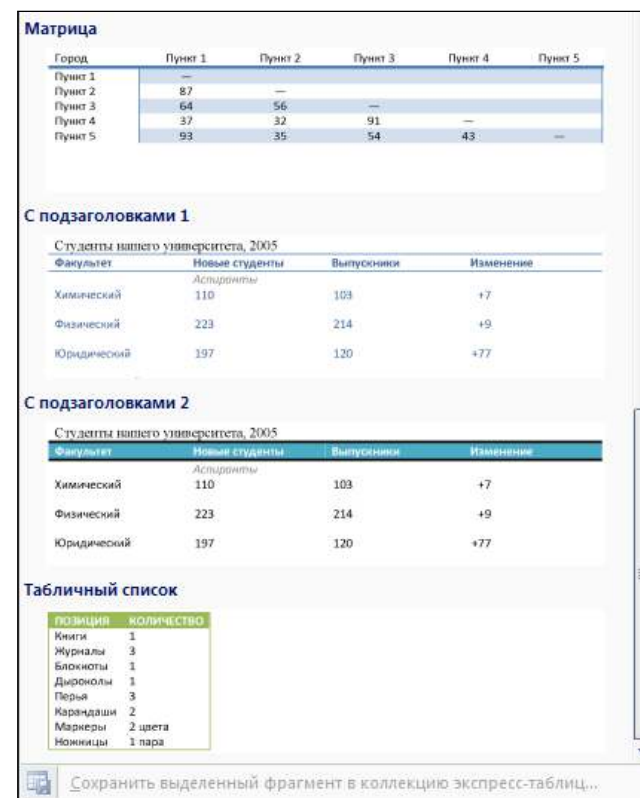 Матрица
Город Пункт 1 Пункт 2 Пункт 3 Пункт 4 Пункт 5
Пункт 1 —
Пункт 2 87 —
Пункт 3 64 56 —
Пункт 4 37 32 91 —
Пункт 5 93 35 54 43 —
С подзаголовками 1
Студенты нашего университета, 2005
Факультет Новые студенты Выпускники Изменение
Аспиранты
Химический 110 103 +7
Физический 223 214 +9
Юридический 197 120 +77
С подзаголовками 2
Студенты нашего университета, 2005
Факультет Новые студенты Выпускники Изменение
Аспиранты
Химический 110 103 +7
Физический 223 214 +9
Юридический 197 120 +77
Табличный список
ПОЗИЦИЯ КОЛИЧЕСТВО
Книги 1
Журналы 3
Блокноты 1
Дыроколы 1
Перья 3
Карандаши 2
Маркеры 2 цвета
Ножницы 1 пара
Сохранить выделенный фрагмент в коллекцию экспресс-таблиц...